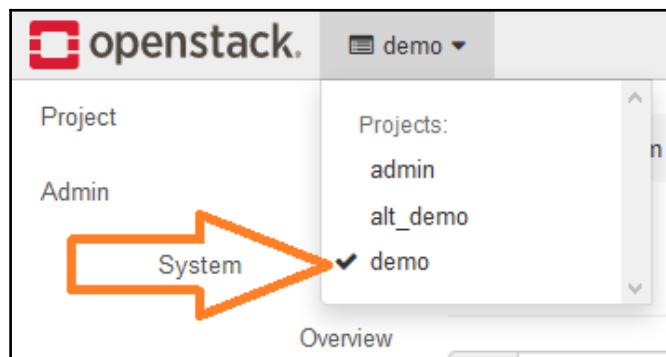 openstack.
demo
Project
Projects:
admin
m
Admin
alt_demo
System
demo
Overview